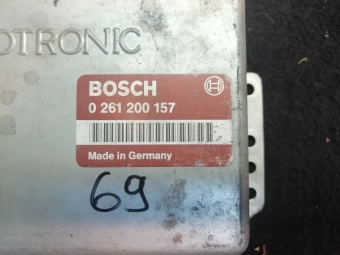 OTRONIC
BOSCH
0 261 200 157
Made in Germany
69